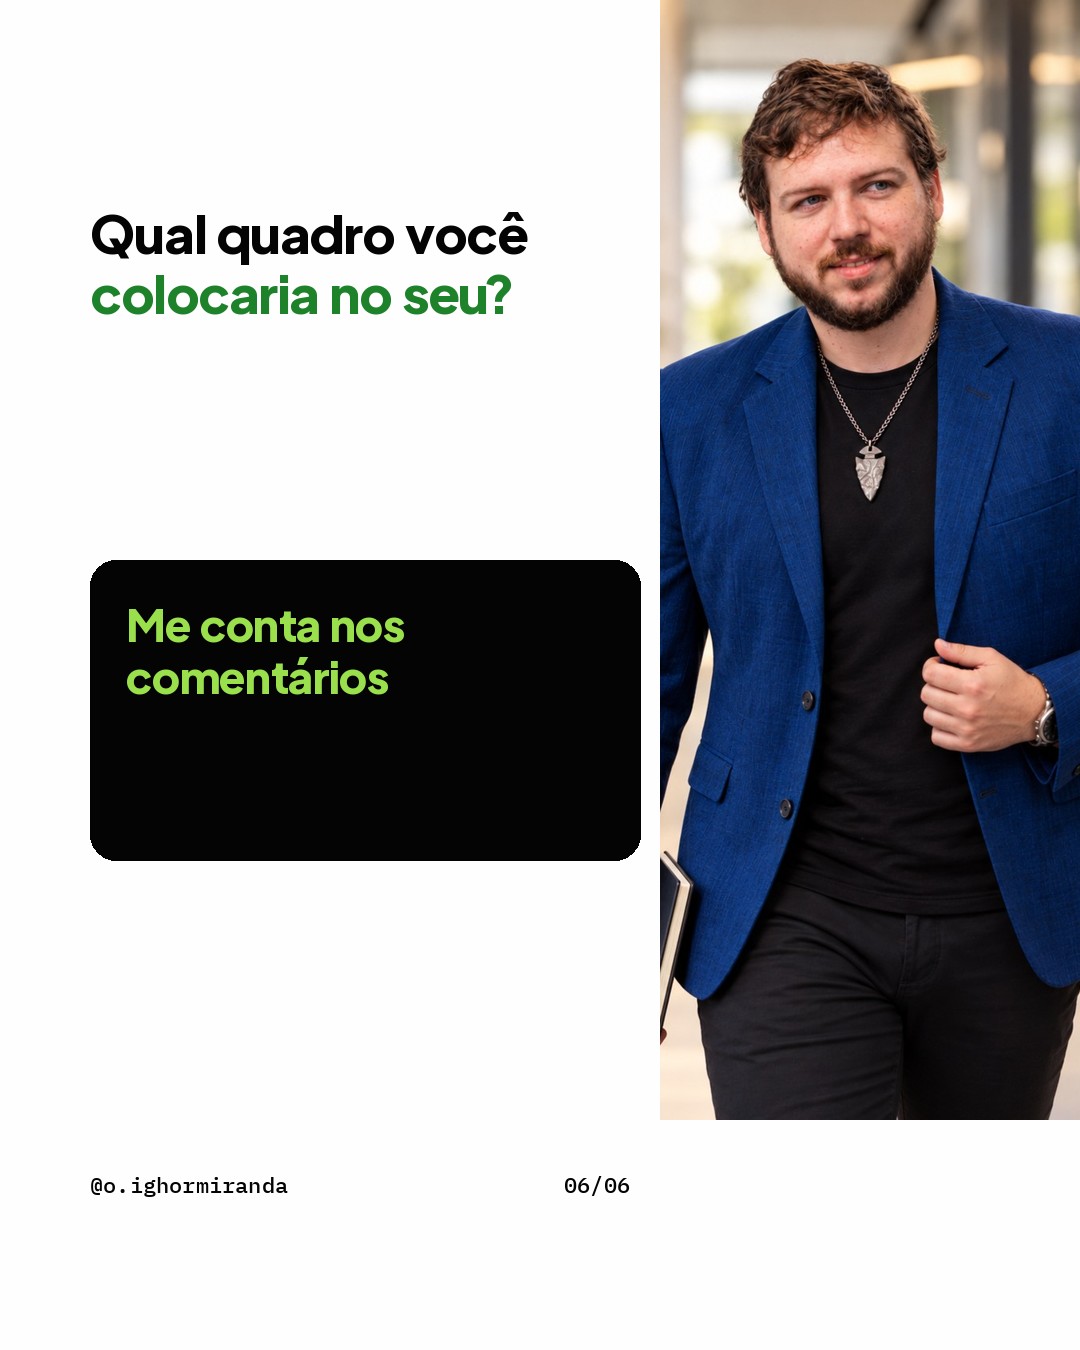 Qual quadro você
colocaria no seu?
Me conta nos
comentários
@o.ighormiranda
06/06